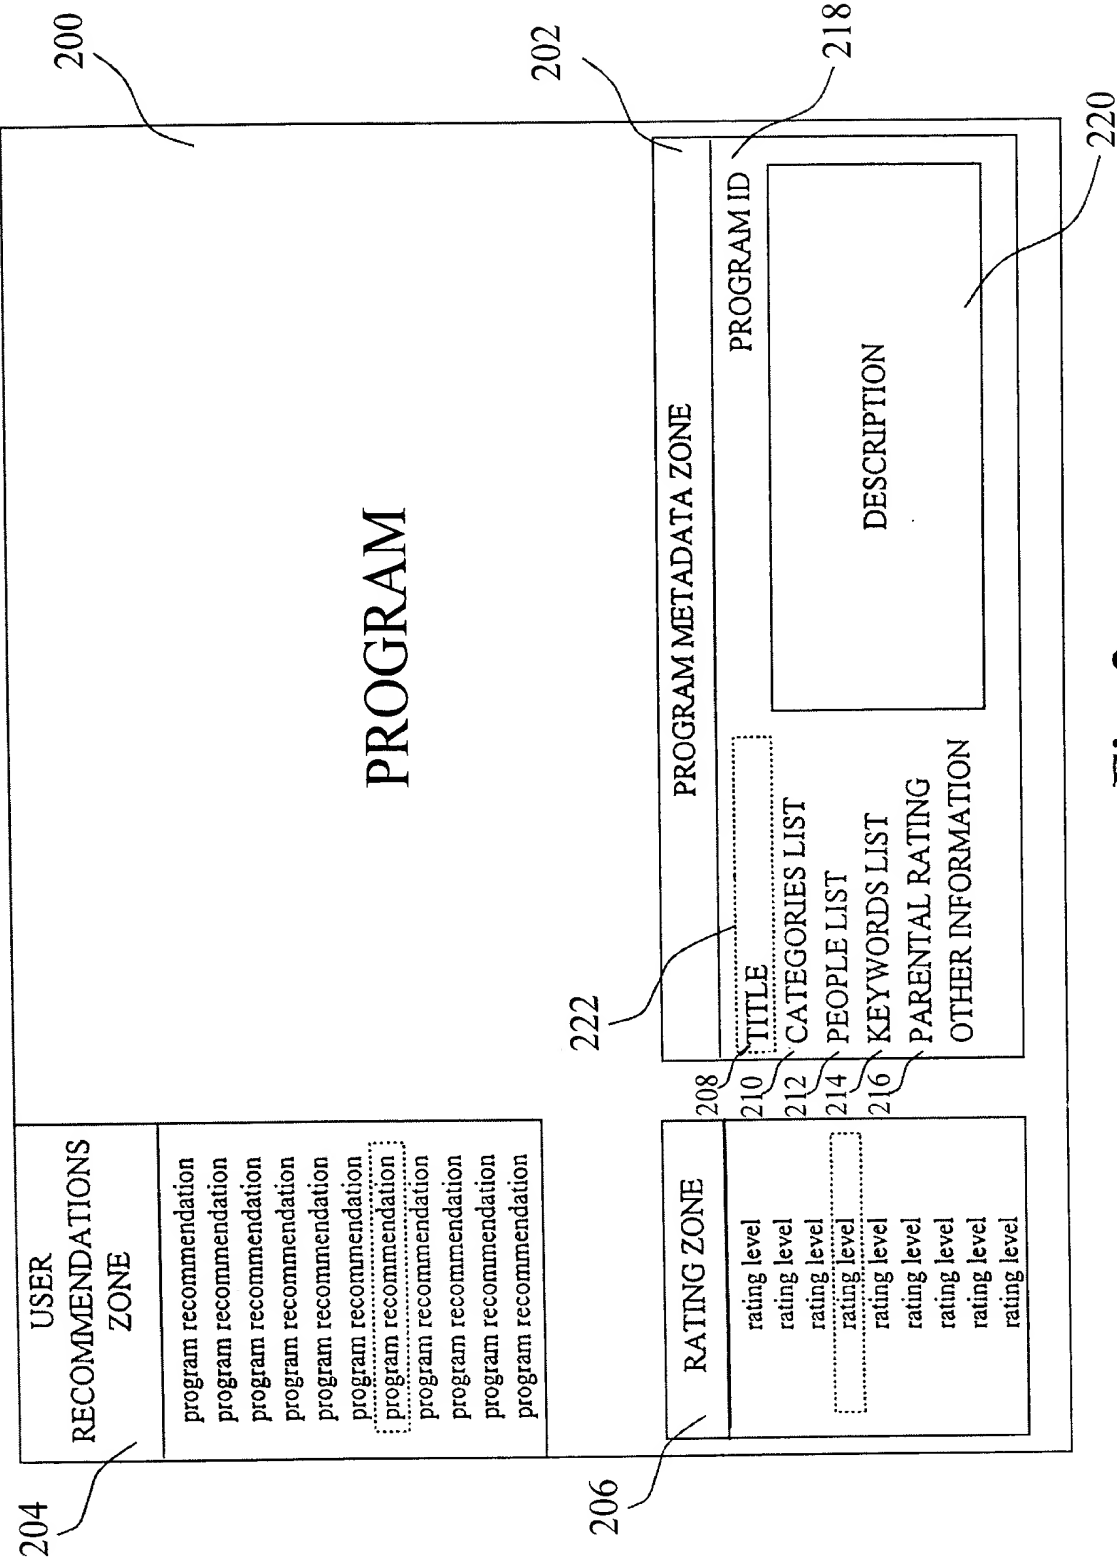 200
204
USER
RECOMMENDATIONS
ZONE
program recommendation
program recommendation
program recommendation
program recommendation
program recommendation
program recommendation
program recommendation
program recommendation
program recommendation
program recommendation
program recommendation
PROGRAM
206
RATING ZONE
rating level
rating level
rating level
rating level
rating level
rating level
rating level
rating level
rating level
222
202
PROGRAM METADATA ZONE
208 TITLE
PROGRAM ID
218
210 CATEGORIES LIST
212 PEOPLE LIST
214 KEYWORDS LIST
216 PARENTAL RATING
OTHER INFORMATION
DESCRIPTION
220